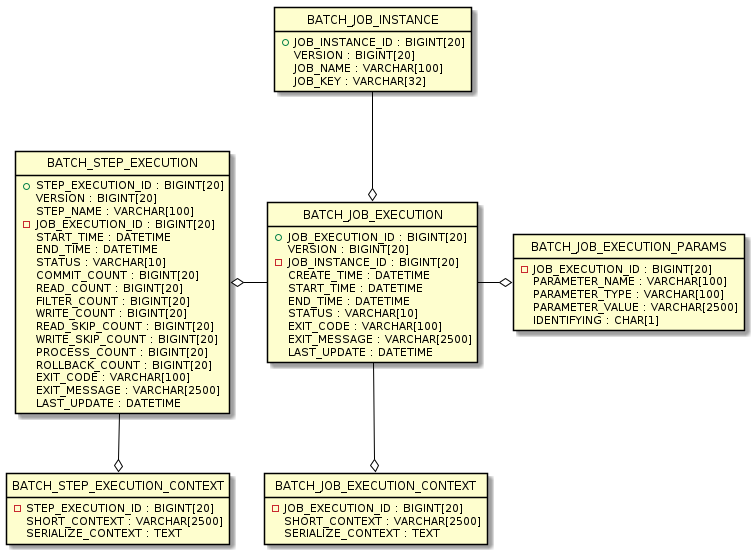 BATCH_JOB_INSTANCE
JOB_INSTANCE_ID : BIGINT[20]
VERSION : BIGINT[20]
JOB_NAME : VARCHAR[100]
JOB_KEY : VARCHAR[32]
BATCH_STEP_EXECUTION
STEP_EXECUTION_ID : BIGINT[20]
VERSION : BIGINT[20]
STEP_NAME : VARCHAR[100]
JOB_EXECUTION_ID : BIGINT[20]
START_TIME : DATETIME
END_TIME : DATETIME
STATUS : VARCHAR[10]
COMMIT_COUNT : BIGINT[20]
READ_COUNT : BIGINT[20]
FILTER_COUNT : BIGINT[20]
WRITE_COUNT : BIGINT[20]
READ_SKIP_COUNT : BIGINT[20]
WRITE_SKIP_COUNT : BIGINT[20]
PROCESS_COUNT : BIGINT[20]
ROLLBACK_COUNT : BIGINT[20]
EXIT_CODE : VARCHAR[100]
EXIT_MESSAGE : VARCHAR[2500]
LAST_UPDATE : DATETIME
BATCH_JOB_EXECUTION
JOB_EXECUTION_ID : BIGINT[20]
VERSION : BIGINT[20]
JOB_INSTANCE_ID : BIGINT[20]
CREATE_TIME : DATETIME
START_TIME : DATETIME
END_TIME : DATETIME
STATUS : VARCHAR[10]
EXIT_CODE : VARCHAR[100]
EXIT_MESSAGE : VARCHAR[2500]
LAST_UPDATE : DATETIME
BATCH_JOB_EXECUTION_PARAMS
JOB_EXECUTION_ID : BIGINT[20]
PARAMETER_NAME : VARCHAR[100]
PARAMETER_TYPE : VARCHAR[100]
PARAMETER_VALUE : VARCHAR[2500]
IDENTIFYING : CHAR[1]
BATCH_STEP_EXECUTION_CONTEXT
STEP_EXECUTION_ID : BIGINT[20]
SHORT_CONTEXT : VARCHAR[2500]
SERIALIZE_CONTEXT : TEXT
BATCH_JOB_EXECUTION_CONTEXT
JOB_EXECUTION_ID : BIGINT[20]
SHORT_CONTEXT : VARCHAR[2500]
SERIALIZE_CONTEXT : TEXT